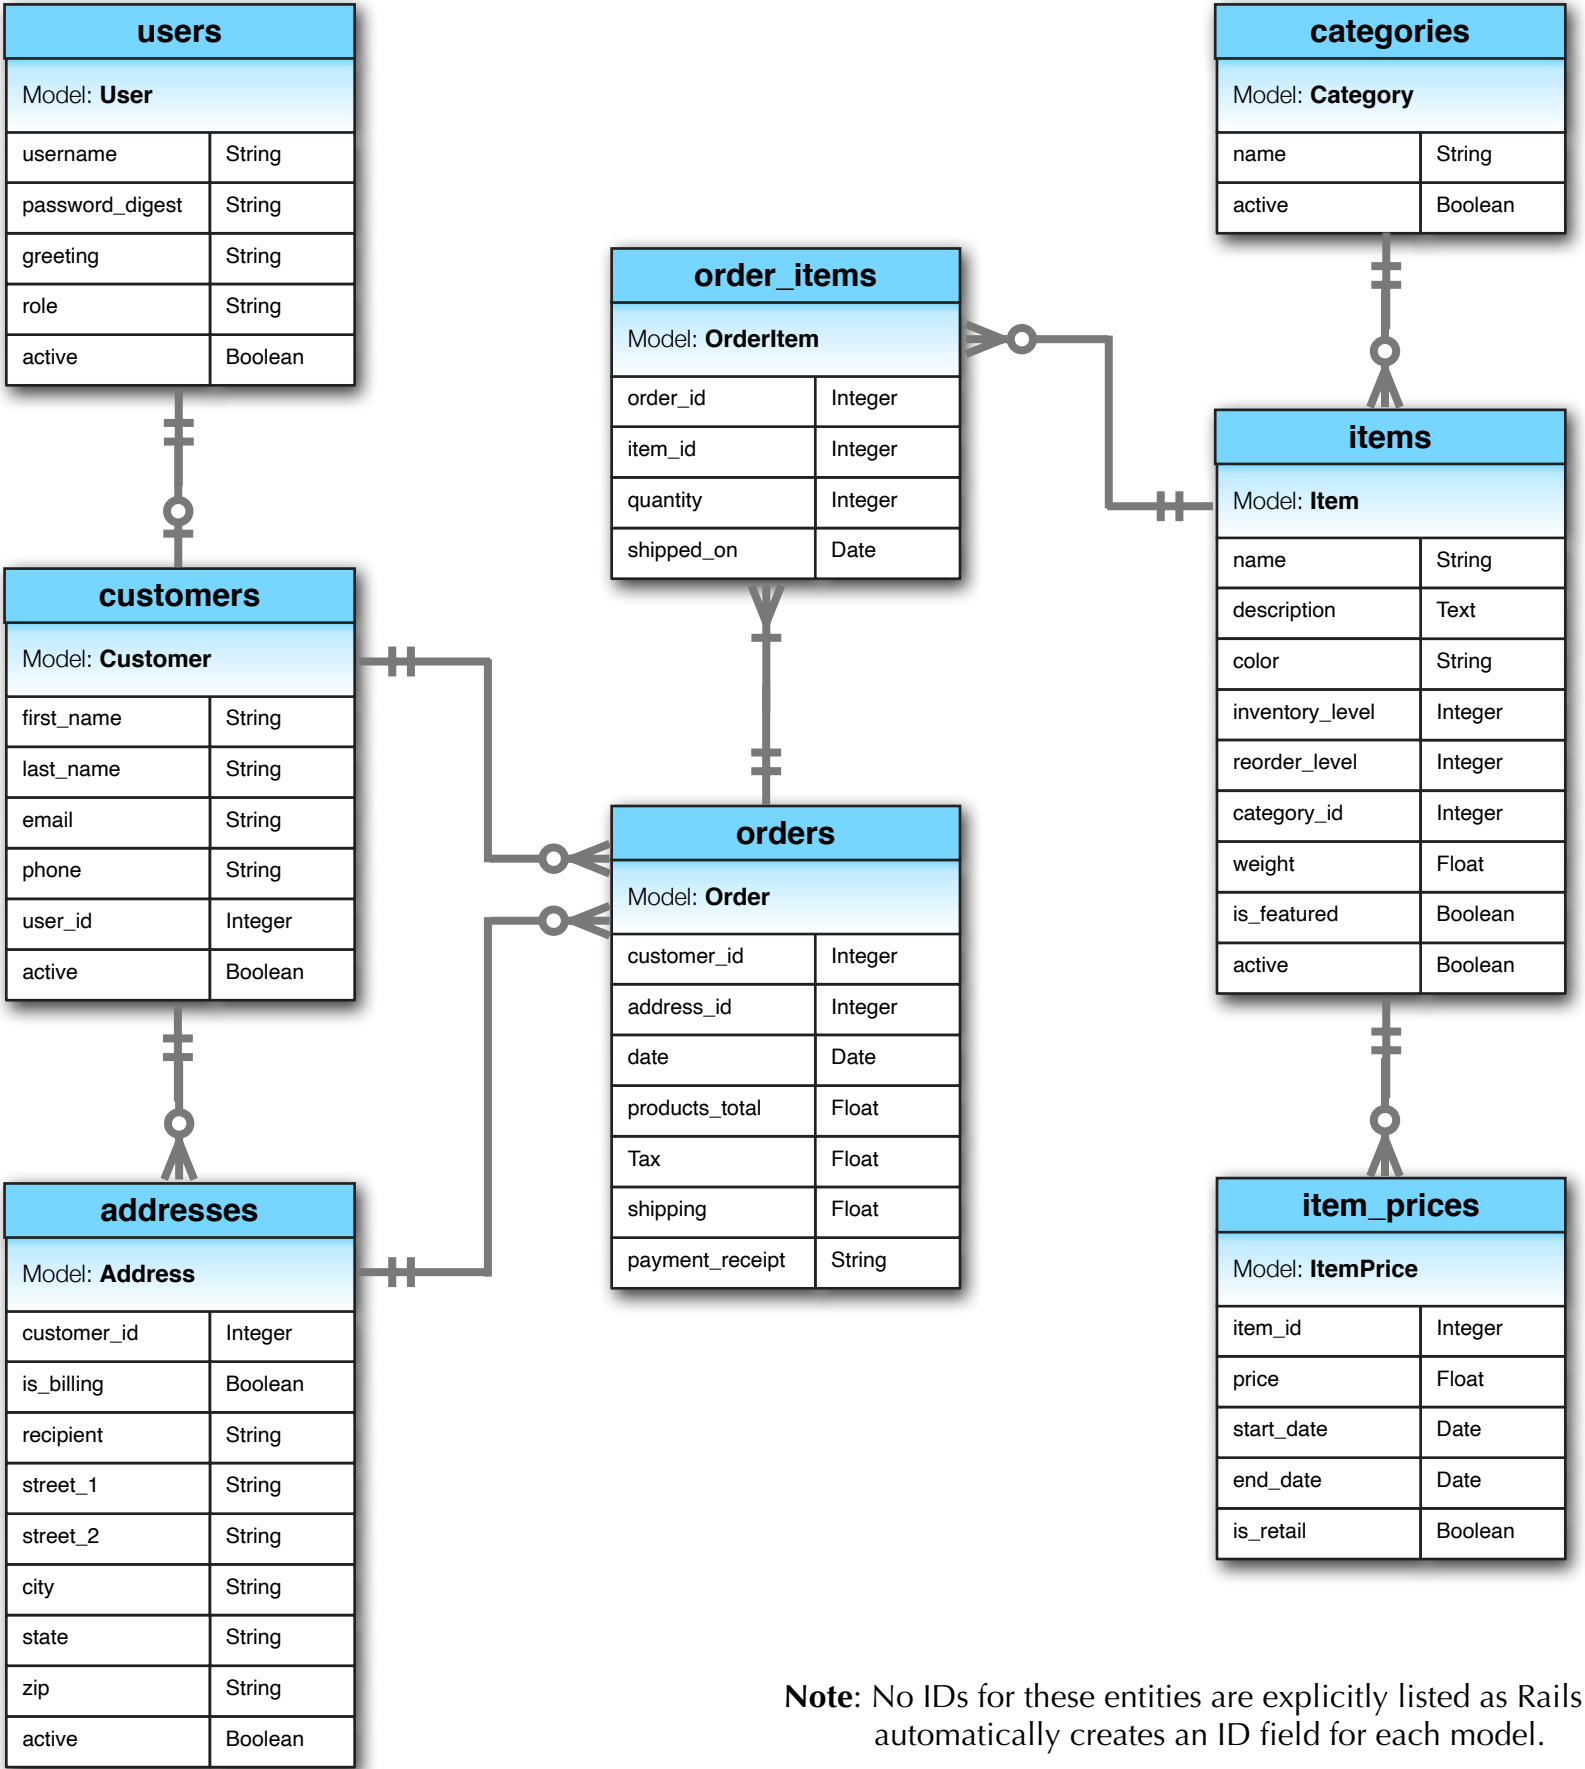 users
Model: User
username String
password_digest String
greeting String
role String
active Boolean
customers
Model: Customer
first_name String
last_name String
email String
phone String
user_id Integer
active Boolean
addresses
Model: Address
customer_id Integer
is_billing Boolean
recipient String
street_1 String
street_2 String
city String
state String
zip String
active Boolean
order_items
Model: OrderItem
order_id Integer
item_id Integer
quantity Integer
shipped_on Date
orders
Model: Order
customer_id Integer
address_id Integer
date Date
products_total Float
Tax Float
shipping Float
payment_receipt String
categories
Model: Category
name String
active Boolean
items
Model: Item
name String
description Text
color String
inventory_level Integer
reorder_level Integer
category_id Integer
weight Float
is_featured Boolean
active Boolean
item_prices
Model: ItemPrice
item_id Integer
price Float
start_date Date
end_date Date
is_retail Boolean
Note: No IDs for these entities are explicitly listed as Rails
automatically creates an ID field for each model.